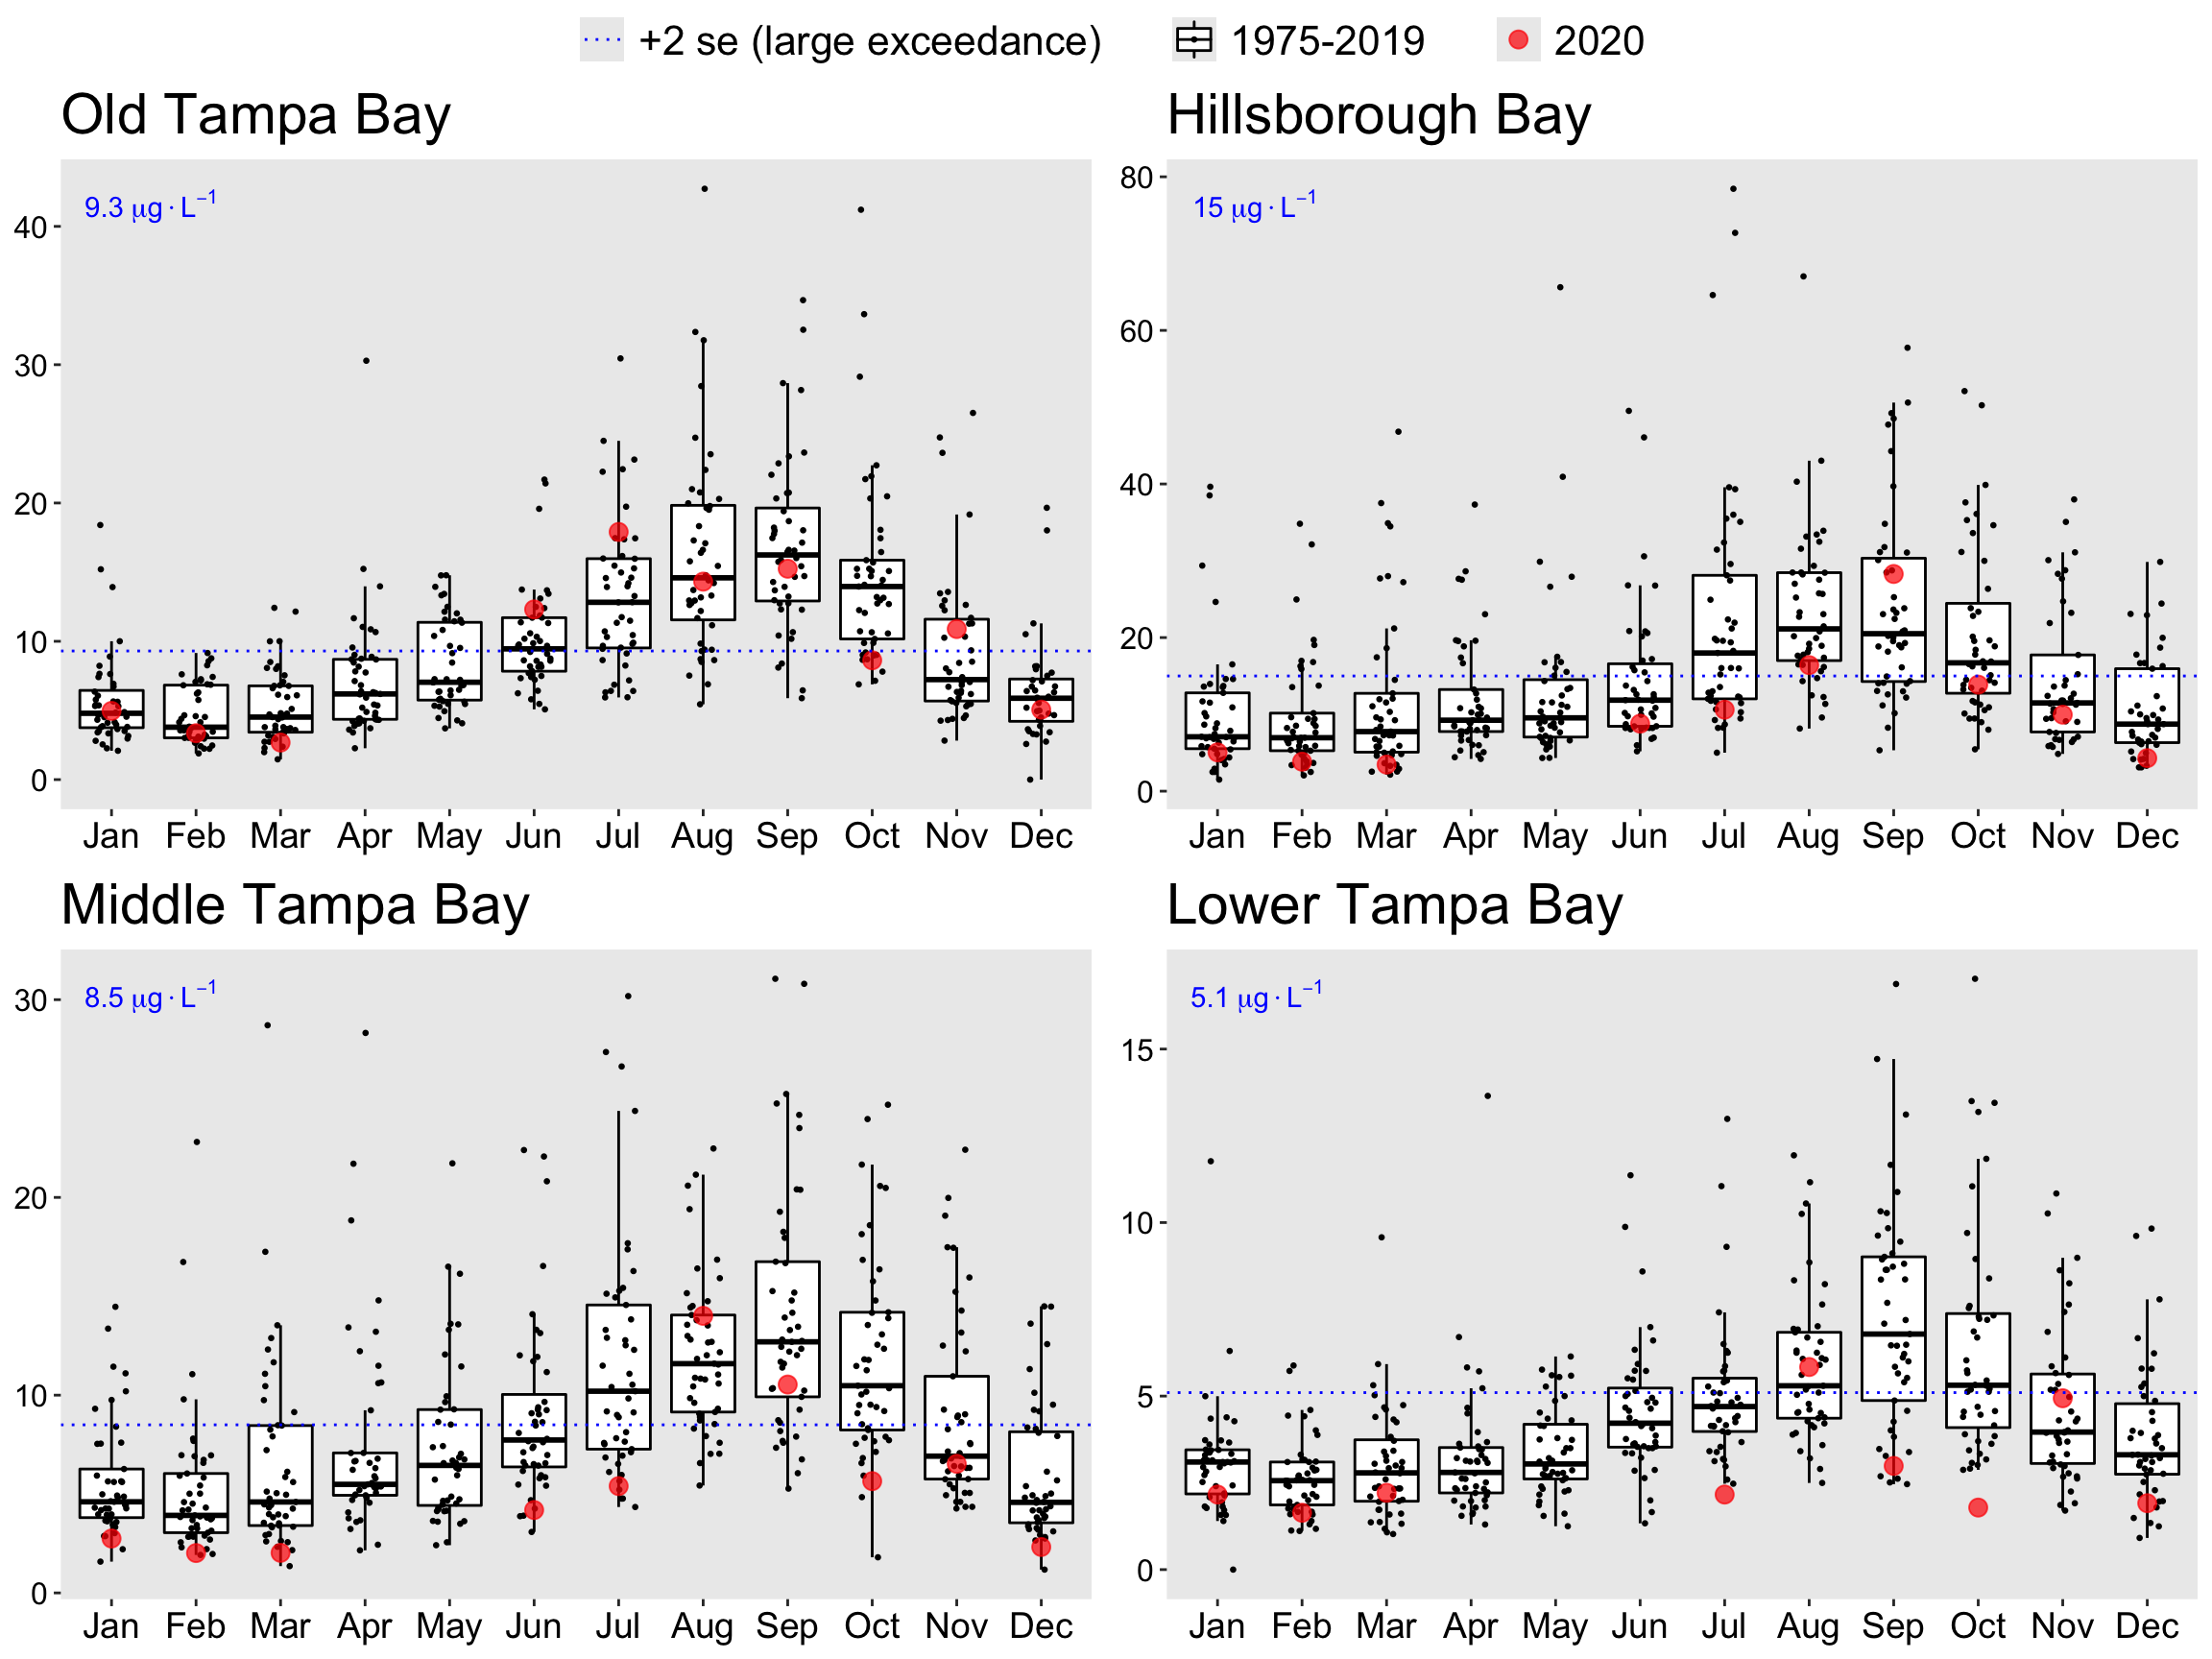 +2 se (large exceedance) 1975-2019 2020
Old Tampa Bay
9.3 μg·L⁻¹
40
30
20
10
0
Jan Feb Mar Apr May Jun Jul Aug Sep Oct Nov Dec
Hillsborough Bay
15 μg·L⁻¹
80
60
40
20
0
Jan Feb Mar Apr May Jun Jul Aug Sep Oct Nov Dec
Middle Tampa Bay
8.5 μg·L⁻¹
30
20
10
0
Jan Feb Mar Apr May Jun Jul Aug Sep Oct Nov Dec
Lower Tampa Bay
5.1 μg·L⁻¹
15
10
5
0
Jan Feb Mar Apr May Jun Jul Aug Sep Oct Nov Dec